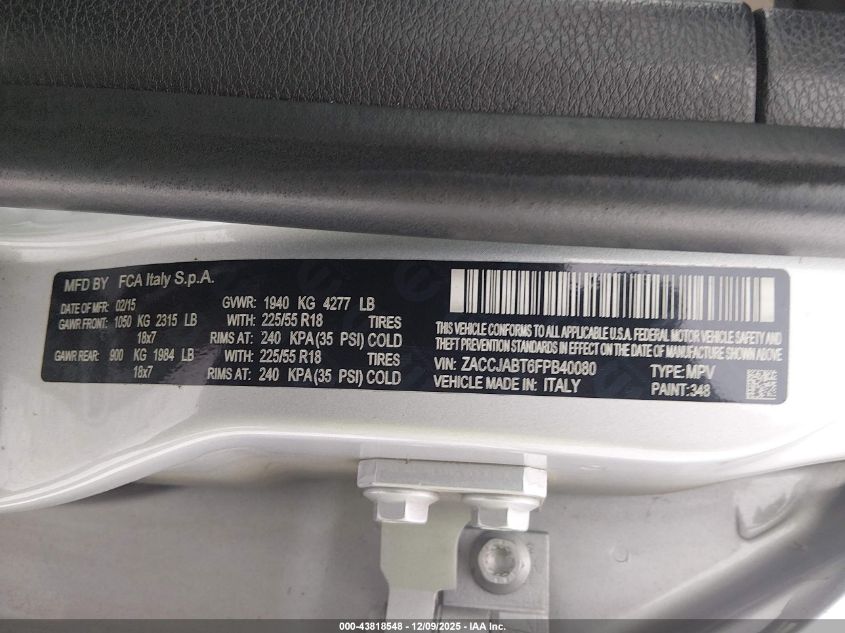 MFD BY FCA Italy S.p.A.
DATE OF MFR: 02/15 GVWR: 1940 KG 4277 LB
GAWR FRONT: 1050 KG 2315 LB WITH: 225/55 R18 TIRES
18x7 RIMS AT: 240 KPA (35 PSI) COLD
GAWR REAR: 900 KG 1984 LB WITH: 225/55 R18 TIRES
18x7 RIMS AT: 240 KPA (35 PSI) COLD
THIS VEHICLE CONFORMS TO ALL APPLICABLE U.S.A. FEDERAL MOTOR VEHICLE SAFETY AND
THEFT PREVENTION STANDARDS IN EFFECT ON THE DATE OF MANUFACTURE SHOWN ABOVE.
VIN: ZACCJABT6FPB40080 TYPE: MPV
VEHICLE MADE IN: ITALY PAINT:348
000-43818548 - 12/09/2025 - IAA, Inc.